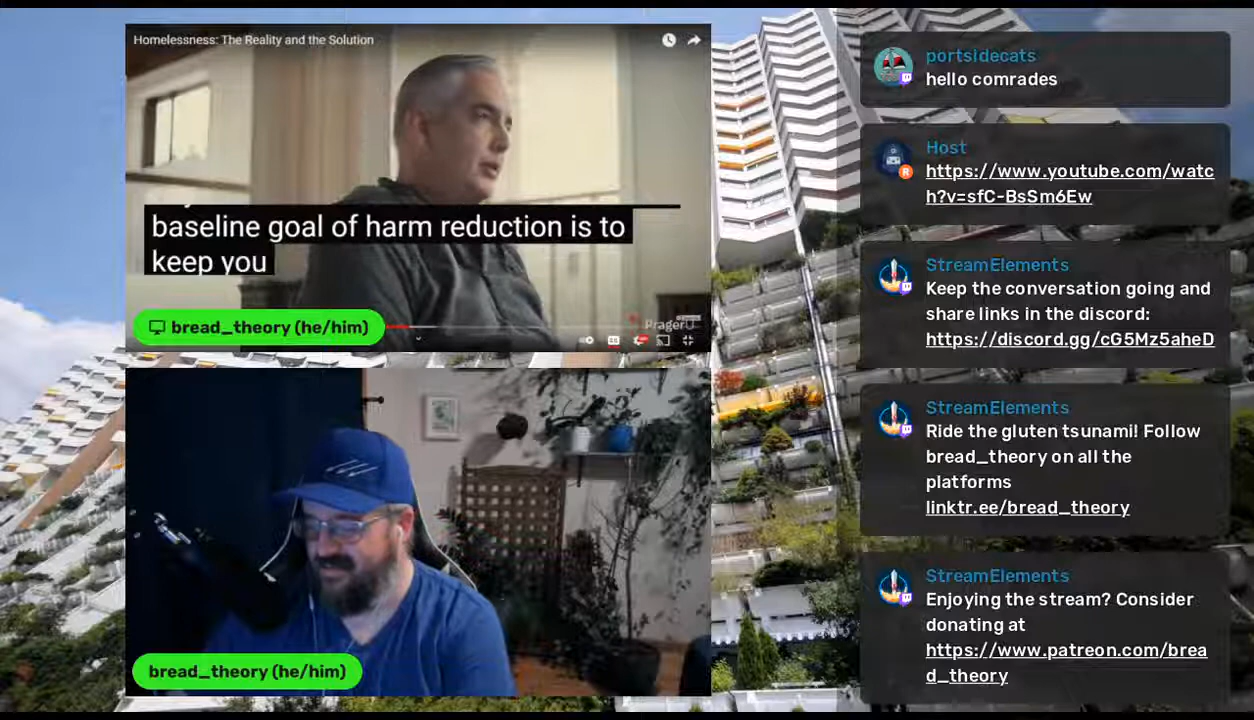 Homelessness: The Reality and the Solution
baseline goal of harm reduction is to
keep you
PragerU
bread_theory (he/him)
bread_theory (he/him)
portsidecats
hello comrades
Host
https://www.youtube.com/watc
h?v=sfC-BsSm6Ew
StreamElements
Keep the conversation going and
share links in the discord:
https://discord.gg/cG5Mz5aheD
StreamElements
Ride the gluten tsunami! Follow
bread_theory on all the
platforms
linktr.ee/bread_theory
StreamElements
Enjoying the stream? Consider
donating at
https://www.patreon.com/brea
d_theory